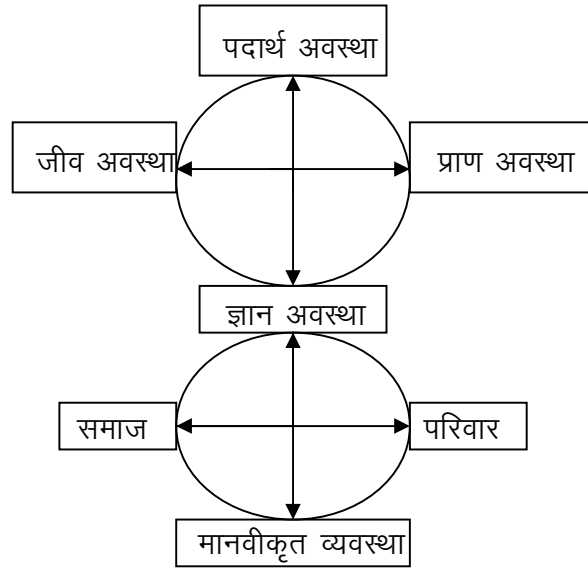 पदार्थ अवस्था
जीव अवस्था
प्राण अवस्था
ज्ञान अवस्था
समाज
परिवार
मानवीकृत व्यवस्था